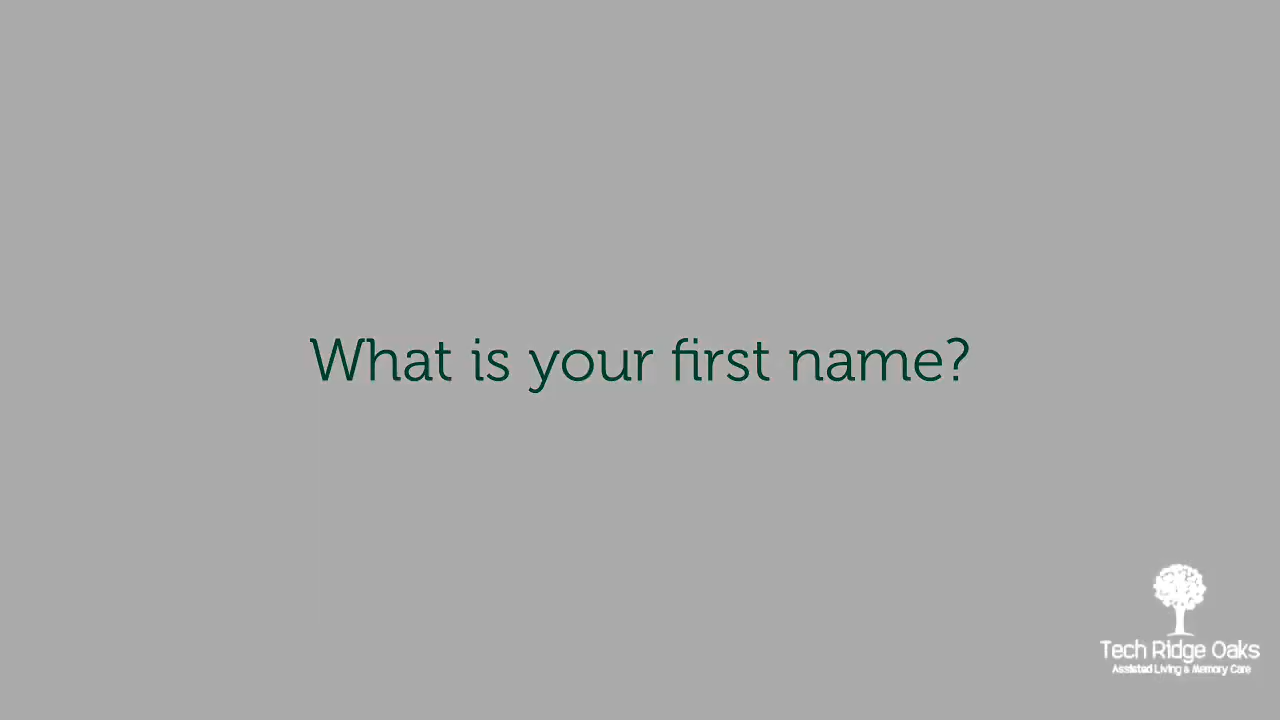 What is your first name?
Tech Ridge Oaks
Assisted Living & Memory Care